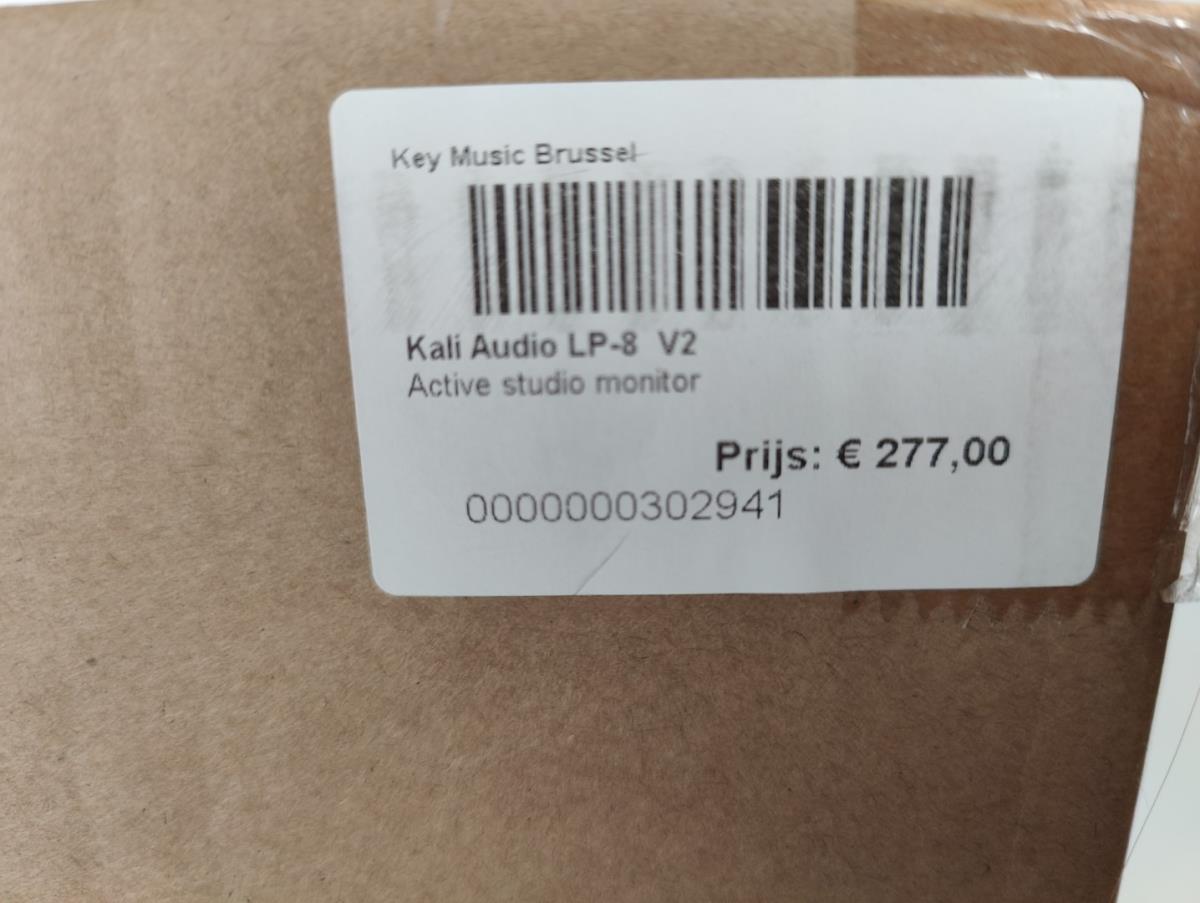 Key Music Brussel
Kali Audio LP-8 V2
Active studio monitor
Prijs: € 277,00
0000000302941